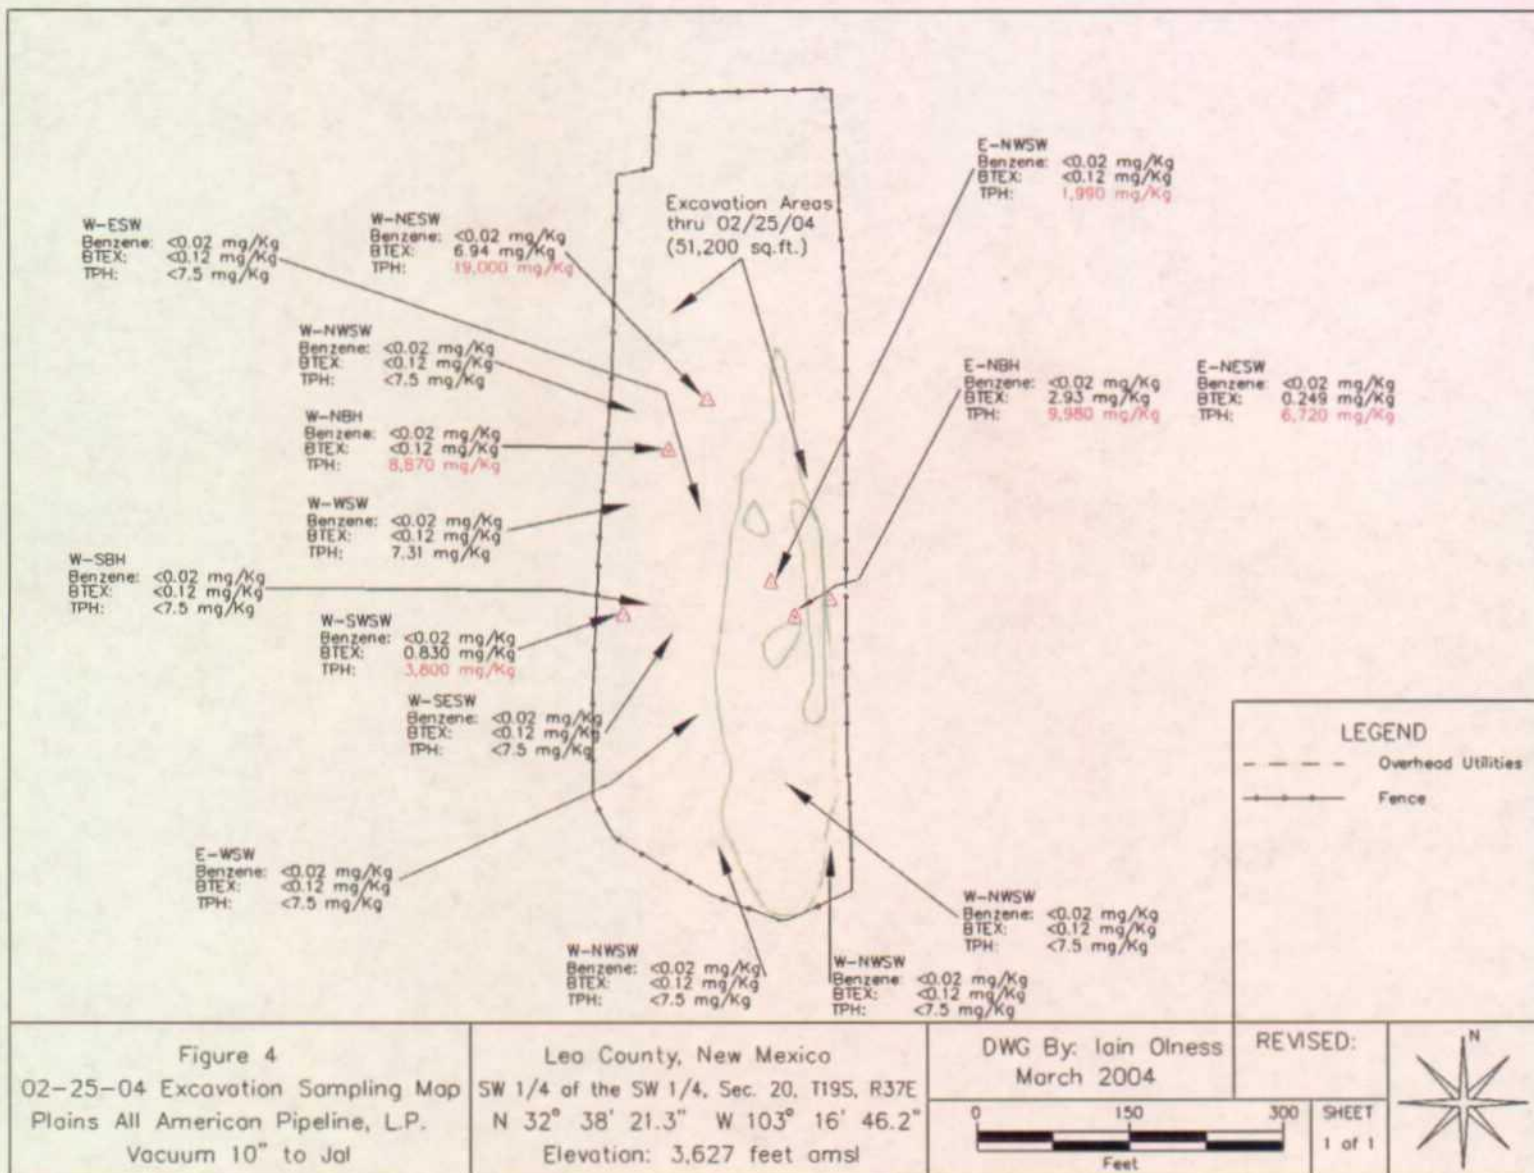 E-NWSW
Benzene: <0.02 mg/Kg
BTEX: <0.12 mg/Kg
TPH: 1,990 mg/Kg
Excavation Areas
thru 02/25/04
(51,200 sq.ft.)
W-ESW
Benzene: <0.02 mg/Kg
BTEX: <0.12 mg/Kg
TPH: <7.5 mg/Kg
W-NESW
Benzene: <0.02 mg/Kg
BTEX: 6.94 mg/Kg
TPH: 19,000 mg/Kg
W-NWSW
Benzene: <0.02 mg/Kg
BTEX: <0.12 mg/Kg
TPH: <7.5 mg/Kg
E-NBH
Benzene: <0.02 mg/Kg
BTEX: 2.93 mg/Kg
TPH: 9,980 mg/Kg
E-NESW
Benzene: <0.02 mg/Kg
BTEX: 0.249 mg/Kg
TPH: 6,720 mg/Kg
W-NBH
Benzene: <0.02 mg/Kg
BTEX: <0.12 mg/Kg
TPH: 8,870 mg/Kg
W-WSW
Benzene: <0.02 mg/Kg
BTEX: <0.12 mg/Kg
TPH: 7.31 mg/Kg
W-SBH
Benzene: <0.02 mg/Kg
BTEX: <0.12 mg/Kg
TPH: <7.5 mg/Kg
W-SWSW
Benzene: <0.02 mg/Kg
BTEX: 0.830 mg/Kg
TPH: 3,800 mg/Kg
W-SESW
Benzene: <0.02 mg/Kg
BTEX: <0.12 mg/Kg
TPH: <7.5 mg/Kg
E-WSW
Benzene: <0.02 mg/Kg
BTEX: <0.12 mg/Kg
TPH: <7.5 mg/Kg
W-NWSW
Benzene: <0.02 mg/Kg
BTEX: <0.12 mg/Kg
TPH: <7.5 mg/Kg
W-NWSW
Benzene: <0.02 mg/Kg
BTEX: <0.12 mg/Kg
TPH: <7.5 mg/Kg
W-NWSW
Benzene: <0.02 mg/Kg
BTEX: <0.12 mg/Kg
TPH: <7.5 mg/Kg
LEGEND
Overhead Utilities
Fence
Figure 4
02-25-04 Excavation Sampling Map
Plains All American Pipeline, L.P.
Vacuum 10" to Jal
Lea County, New Mexico
SW 1/4 of the SW 1/4, Sec. 20, T19S, R37E
N 32° 38' 21.3" W 103° 16' 46.2"
Elevation: 3,627 feet amsl
DWG By: Iain Olness
March 2004
REVISED:
0 150 300
Feet
SHEET
1 of 1
N